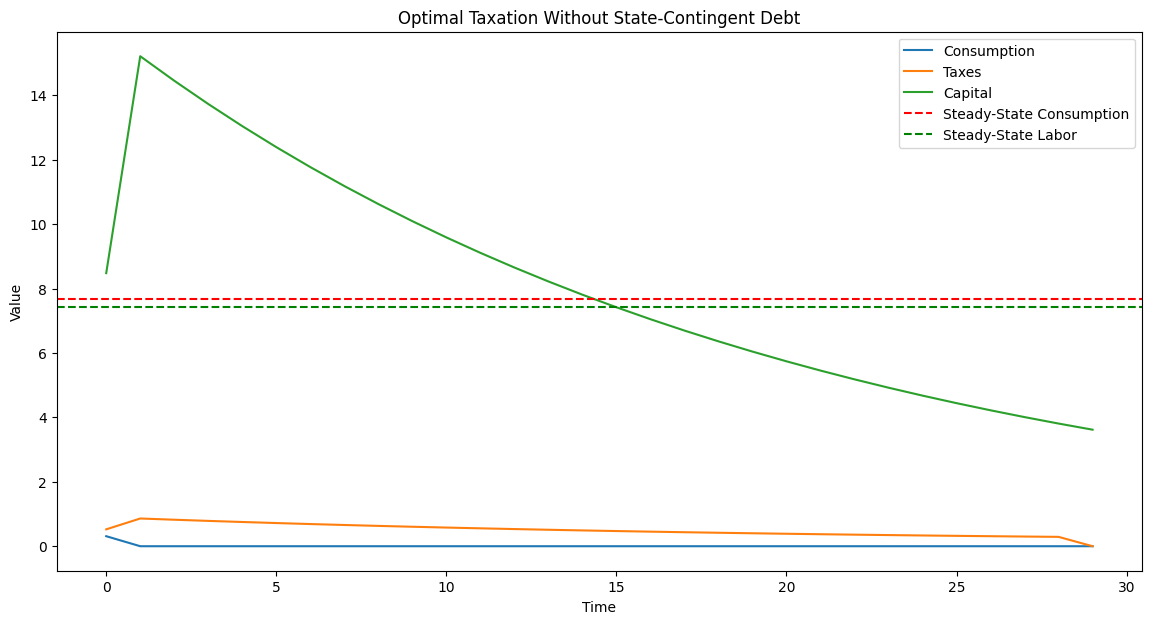 Optimal Taxation Without State-Contingent Debt
Consumption
Taxes
Capital
Steady-State Consumption
Steady-State Labor
Value
14
12
10
8
6
4
2
0
0 5 10 15 20 25 30
Time